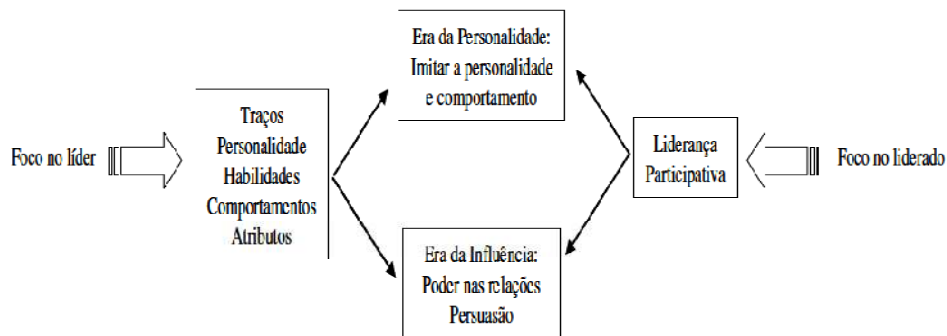 Era da Personalidade:
Imitar a personalidade
e comportamento
Foco no líder
Traços
Personalidade
Habilidades
Comportamentos
Atributos
Liderança
Participativa
Foco no liderado
Era da Influência:
Poder nas relações
Persuasão